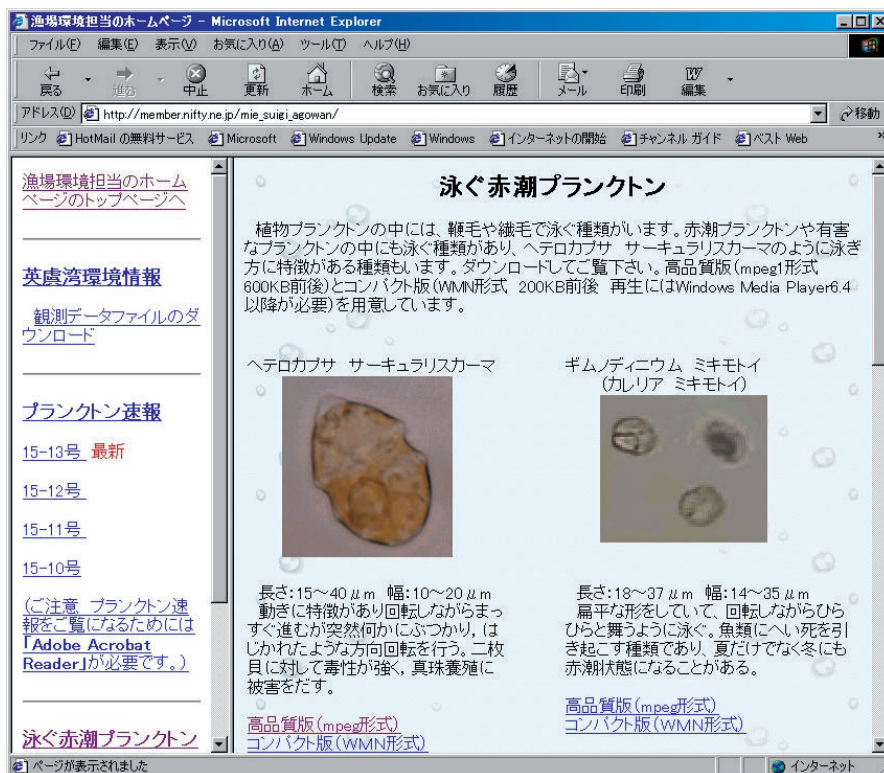 漁場環境担当のホームページ - Microsoft Internet Explorer
ファイル(F) 編集(E) 表示(V) お気に入り(A) ツール(T) ヘルプ(H)
戻る 進む 中止 更新 ホーム 検索 お気に入り 履歴 メール 印刷 編集
アドレス(D) http://member.nifty.ne.jp/mie_suigi_agowan/ 移動
リンク HotMail の無料サービス Microsoft Windows Update Windows インターネットの開始 チャンネル ガイド ベスト Web »
漁場環境担当のホーム
ページのトップページへ
英虞湾環境情報
観測データファイルのダ
ウンロード
プランクトン速報
15-13号 最新
15-12号
15-11号
15-10号
(ご注意 プランクトン速
報をご覧になるためには
「Adobe Acrobat
Reader」が必要です。)
泳ぐ赤潮プランクトン
泳ぐ赤潮プランクトン
植物プランクトンの中には、鞭毛や繊毛で泳ぐ種類がいます。赤潮プランクトンや有害
なプランクトンの中にも泳ぐ種類があり、ヘテロカプサ サーキュラリスカーマのように泳ぎ
方に特徴がある種類もいます。ダウンロードしてご覧下さい。高品質版(mpeg1形式
600KB前後)とコンパクト版(WMN形式 200KB前後 再生にはWindows Media Player6.4
以降が必要)を用意しています。
ヘテロカプサ サーキュラリスカーマ
長さ:15~40μm 幅:10~20μm
動きに特徴があり回転しながらまっ
すぐ進むが突然何かにぶつかり,は
じかれたような方向回転を行う。二枚
貝に対して毒性が強く,真珠養殖に
被害をだす。
高品質版(mpeg形式)
コンパクト版(WMN形式)
ギムノディニウム ミキモトイ
(カレリア ミキモトイ)
長さ:18~37μm 幅:14~35μm
扁平な形をしていて、回転しながらひら
ひらと舞うように泳ぐ。魚類にへい死を引
き起こす種類であり、夏だけでなく冬にも
赤潮状態になることがある。
高品質版(mpeg形式)
コンパクト版(WMN形式)
ページが表示されました インターネット